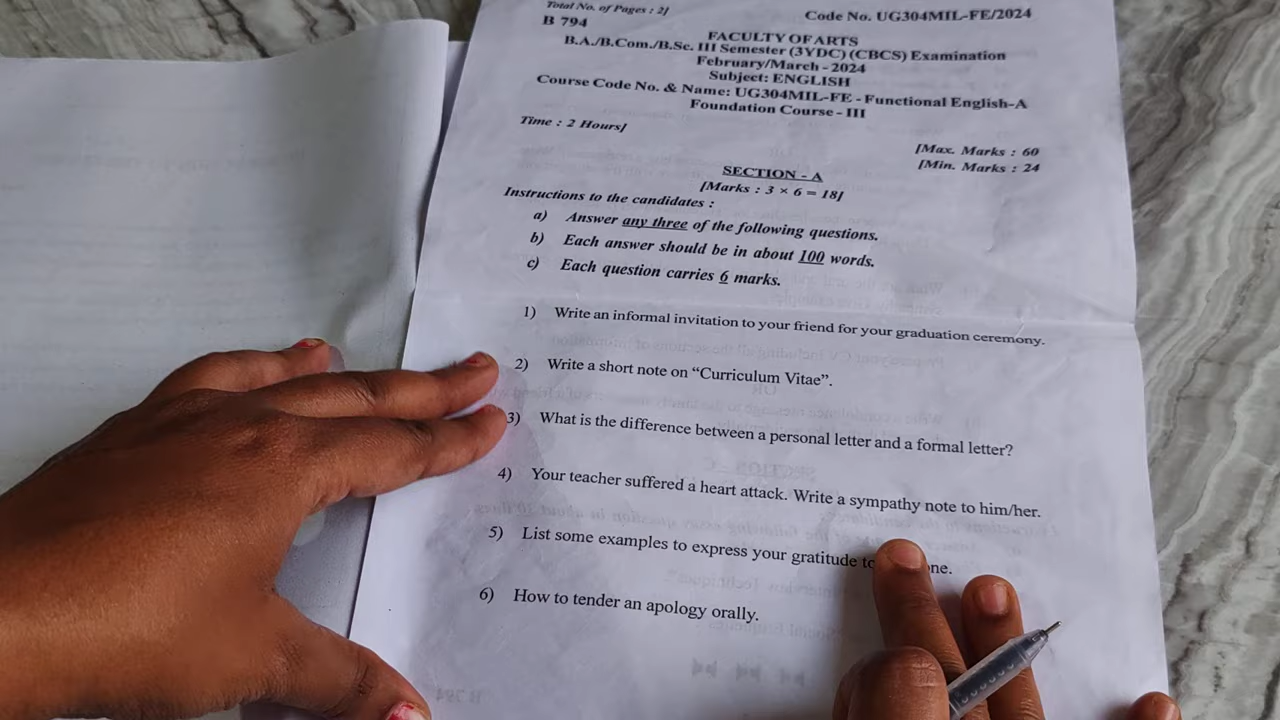 Total No. of Pages : 2]
B 794
Code No. UG304MIL-FE/2024
FACULTY OF ARTS
B.A./B.Com./B.Sc. III Semester (3YDC) (CBCS) Examination
February/March - 2024
Subject: ENGLISH
Course Code No. & Name: UG304MIL-FE - Functional English-A
Foundation Course - III
Time : 2 Hours]
[Max. Marks : 60
[Min. Marks : 24
SECTION - A
[Marks : 3 × 6 = 18]
Instructions to the candidates :
a) Answer any three of the following questions.
b) Each answer should be in about 100 words.
c) Each question carries 6 marks.
1) Write an informal invitation to your friend for your graduation ceremony.
2) Write a short note on “Curriculum Vitae”.
3) What is the difference between a personal letter and a formal letter?
4) Your teacher suffered a heart attack. Write a sympathy note to him/her.
5) List some examples to express your gratitude
6) How to tender an apology orally.